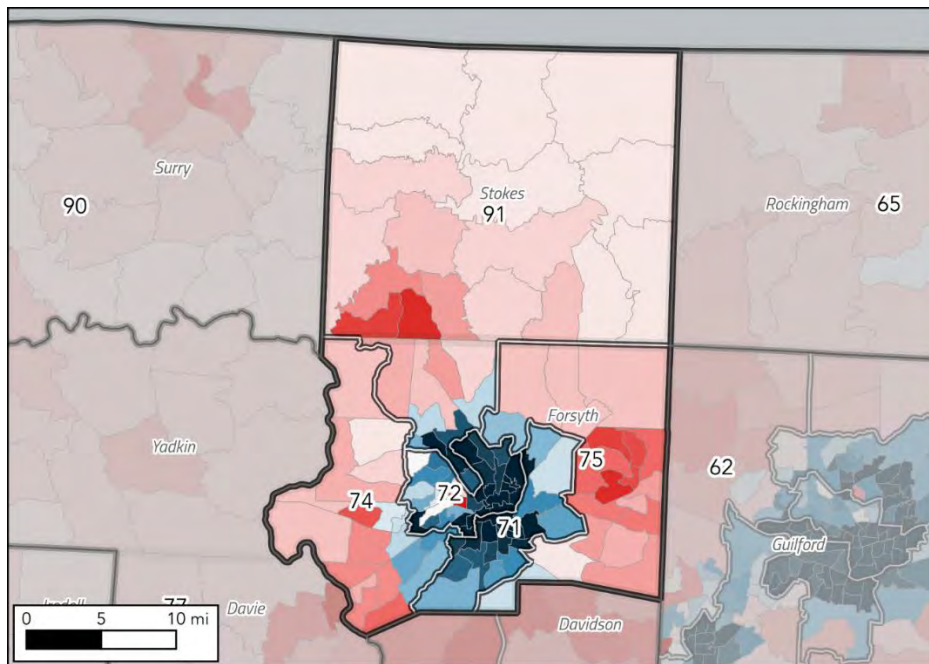 Surry
Stokes
90
91
Rockingham
65
Forsyth
Yadkin
75
62
72
74
71
Guilford
Davie
Davidson
0 5 10 mi